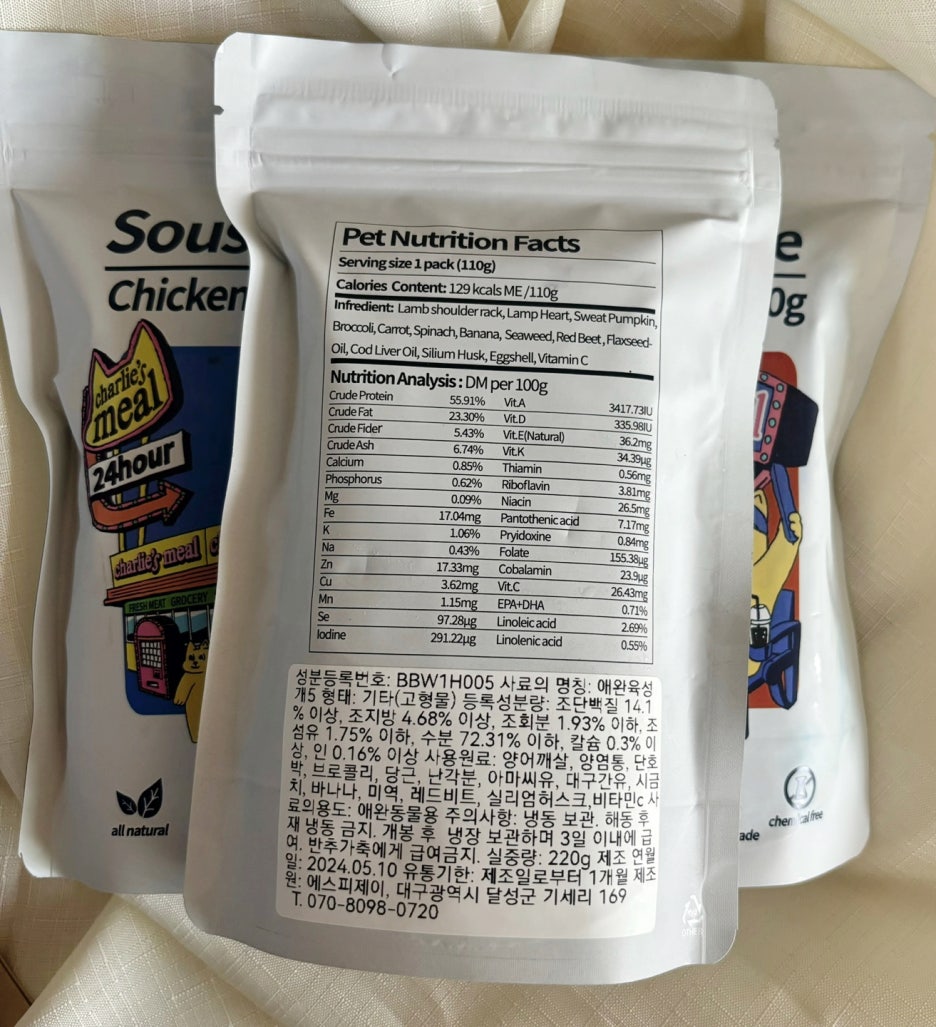 Sous
Chicken
charlie's
meal
24hour
charlie's meal
FRESH MEAT GROCERY
all natural
Pet Nutrition Facts
Serving size 1 pack (110g)
Calories Content: 129 kcals ME /110g
Infredient: Lamb shoulder rack, Lamp Heart, Sweat Pumpkin,
Broccoli, Carrot, Spinach, Banana, Seaweed, Red Beet, Flaxseed-
Oil, Cod Liver Oil, Silium Husk, Eggshell, Vitamin C
Nutrition Analysis : DM per 100g
Crude Protein 55.91%
Crude Fat 23.30%
Crude Fider 5.43%
Crude Ash 6.74%
Calcium 0.85%
Phosphorus 0.62%
Mg 0.09%
Fe 17.04mg
K 1.06%
Na 0.43%
Zn 17.33mg
Cu 3.62mg
Mn 1.15mg
Se 97.28µg
Iodine 291.22µg
Vit.A 3417.73IU
Vit.D 335.98IU
Vit.E(Natural) 36.2mg
Vit.K 34.39µg
Thiamin 0.56mg
Riboflavin 3.81mg
Niacin 26.5mg
Pantothenic acid 7.17mg
Pryidoxine 0.84mg
Folate 155.38µg
Cobalamin 23.9µg
Vit.C 26.43mg
EPA+DHA 0.71%
Linoleic acid 2.69%
Linolenic acid 0.55%
성분등록번호: BBW1H005 사료의 명칭: 애완육성
개5 형태: 기타(고형물) 등록성분량: 조단백질 14.1
% 이상, 조지방 4.68% 이상, 조회분 1.93% 이하, 조
섬유 1.75% 이하, 수분 72.31% 이하, 칼슘 0.3% 이
상, 인 0.16% 이상 사용원료: 양어깨살, 양염통, 단호
박, 브로콜리, 당근, 난각분, 아마씨유, 대구간유, 시금
치, 바나나, 미역, 레드비트, 실리엄허스크,비타민c 사
료의용도: 애완동물용 주의사항: 냉동 보관. 해동 후
재 냉동 금지. 개봉 후 냉장 보관하며 3일 이내에 급
여. 반추가축에게 급여금지. 실중량: 220g 제조 연월
일: 2024.05.10 유통기한: 제조일로부터 1개월 제조
원: 에스피제이, 대구광역시 달성군 기세리 169
T. 070-8098-0720
OTHER
e
0g
chemical free
ade